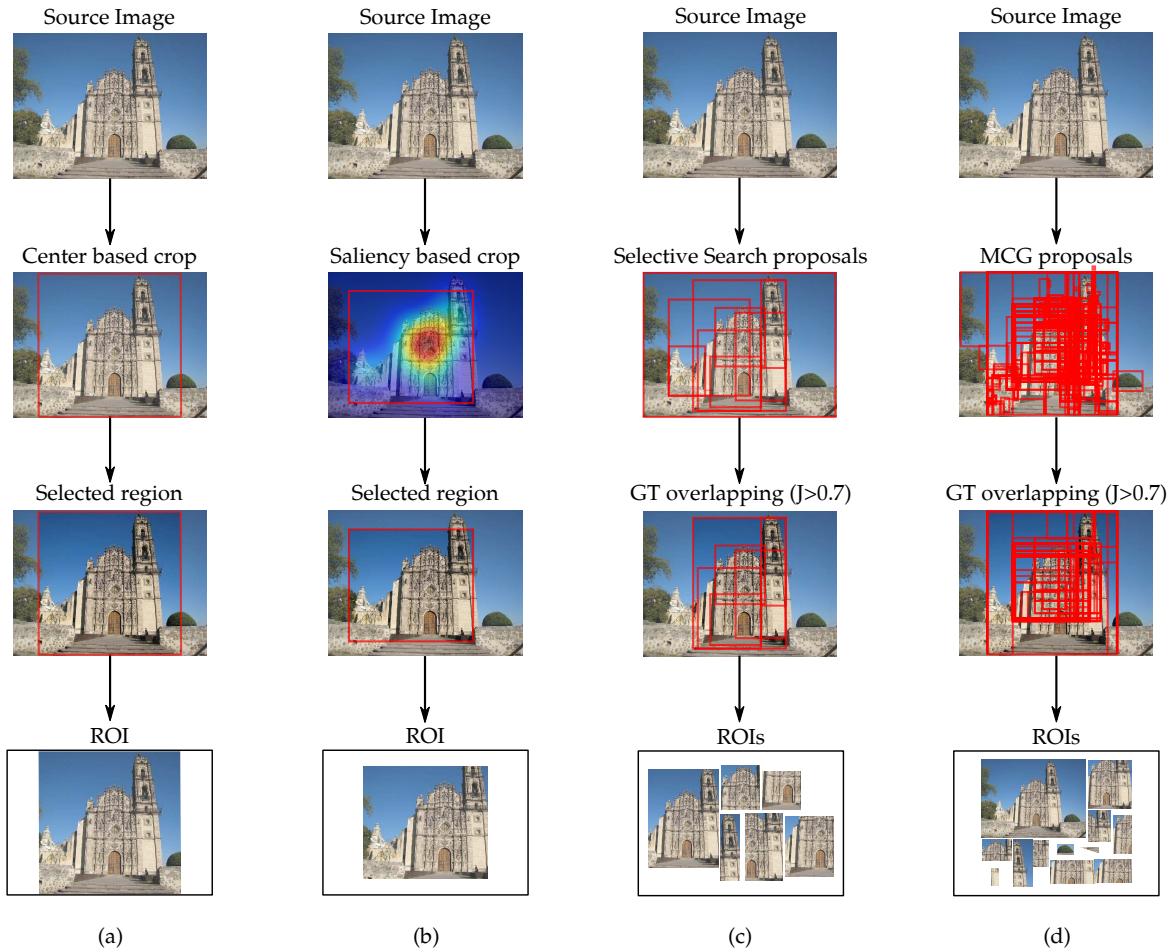 Source Image
Source Image
Source Image
Source Image
Center based crop
Saliency based crop
Selective Search proposals
MCG proposals
Selected region
Selected region
GT overlapping (J>0.7)
GT overlapping (J>0.7)
ROI
ROI
ROIs
ROIs
(a)
(b)
(c)
(d)